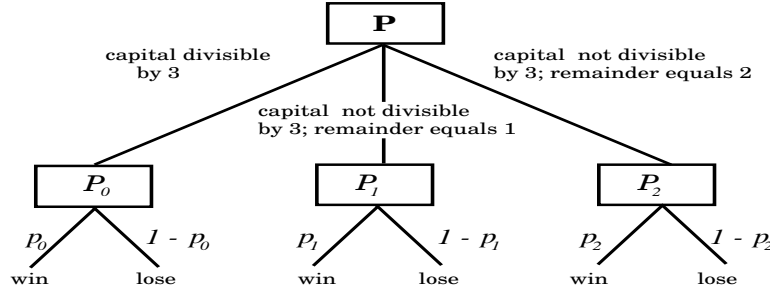 P
capital divisible
by 3
capital not divisible
by 3; remainder equals 2
capital not divisible
by 3; remainder equals 1
P₀
P₁
P₂
p₀
1 - p₀
p₁
1 - p₁
p₂
1 - p₂
win
lose
win
lose
win
lose